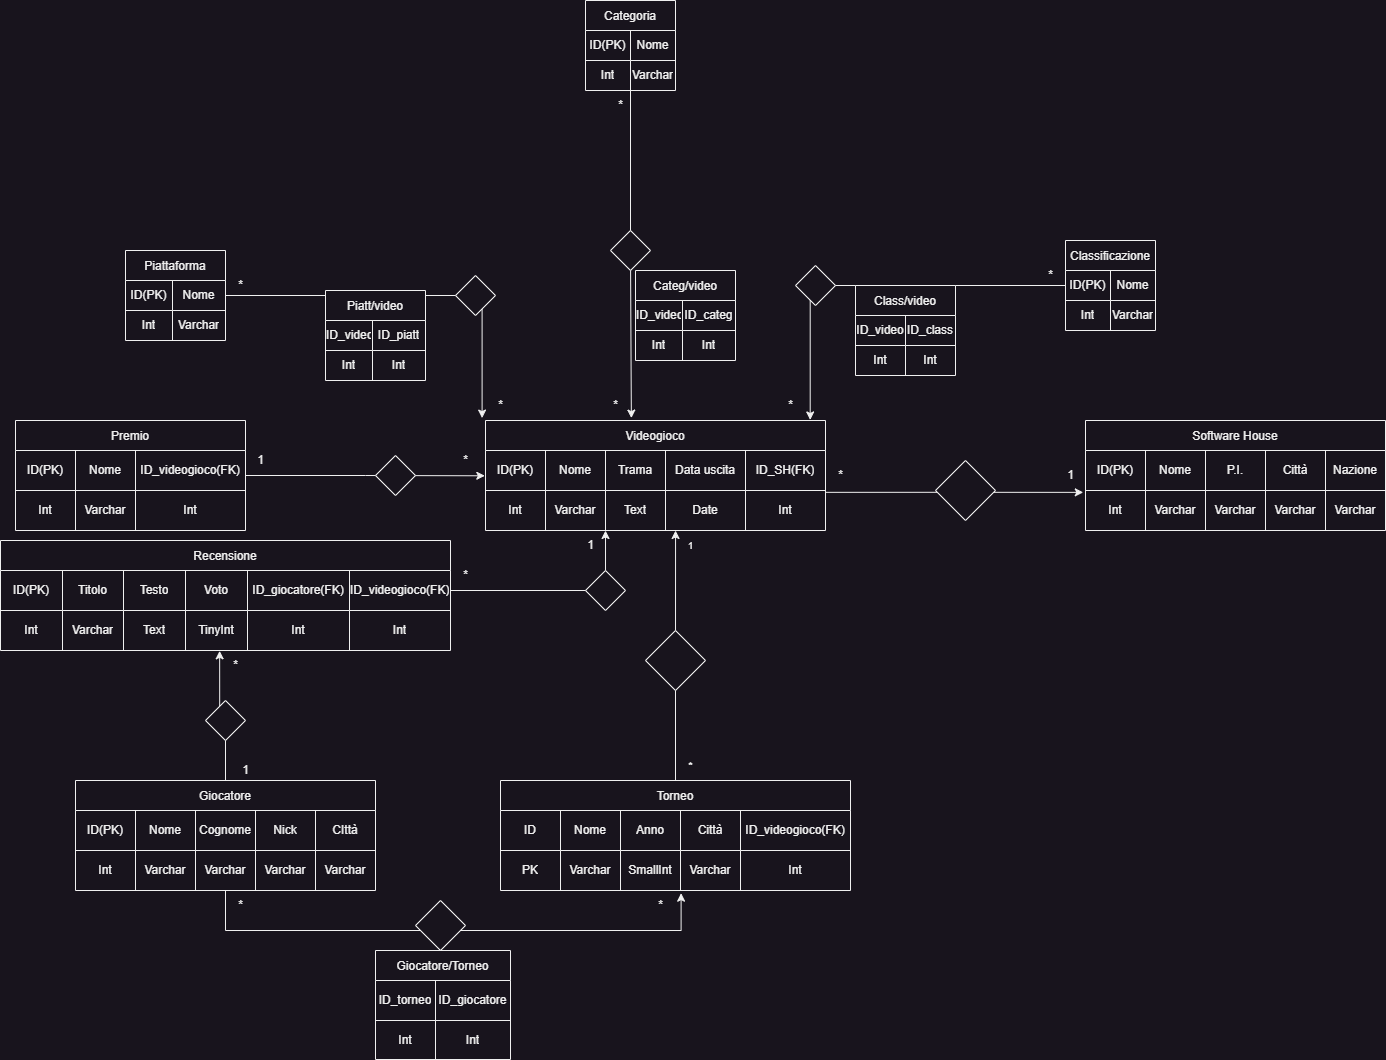 Categoria
ID(PK) Nome
Int Varchar
*
Piattaforma
ID(PK) Nome
Int Varchar
*
Piatt/video
ID_videc ID_piatt
Int Int
*
Categ/video
ID_videc ID_categ
Int Int
*
Classificazione
ID(PK) Nome
Int Varchar
*
Class/video
ID_video ID_class
Int Int
*
Premio
ID(PK) Nome ID_videogioco(FK)
Int Varchar Int
1 *
Videogioco
ID(PK) Nome Trama Data uscita ID_SH(FK)
Int Varchar Text Date Int
* 1
Software House
ID(PK) Nome P.I. Città Nazione
Int Varchar Varchar Varchar Varchar
Recensione
ID(PK) Titolo Testo Voto ID_giocatore(FK) ID_videogioco(FK)
Int Varchar Text TinyInt Int Int
* 1
1
*
1
Giocatore
ID(PK) Nome Cognome Nick CIttà
Int Varchar Varchar Varchar Varchar
*
*
Torneo
ID Nome Anno Città ID_videogioco(FK)
PK Varchar SmallInt Varchar Int
*
Giocatore/Torneo
ID_torneo ID_giocatore
Int Int